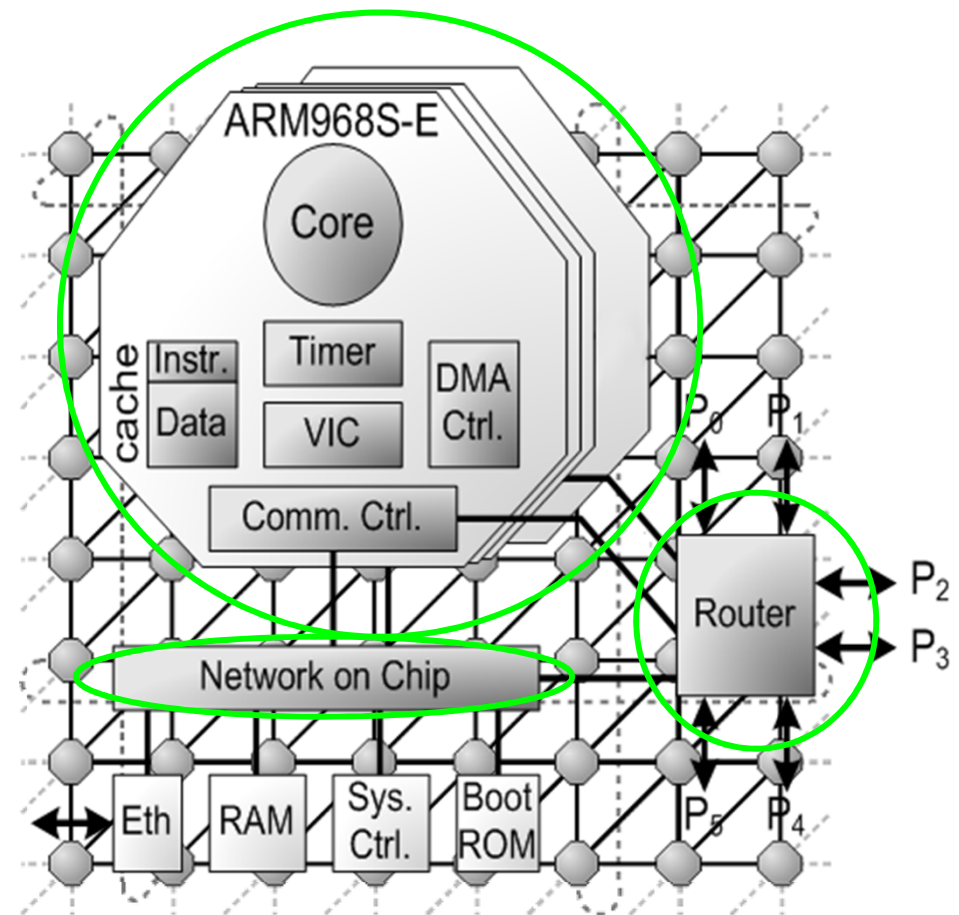 ARM968S-E
Core
cache
Instr.
Data
Timer
VIC
DMA
Ctrl.
Comm. Ctrl.
P0
P1
Router
P2
P3
Network on Chip
P5
P4
Eth
RAM
Sys.
Ctrl.
Boot
ROM